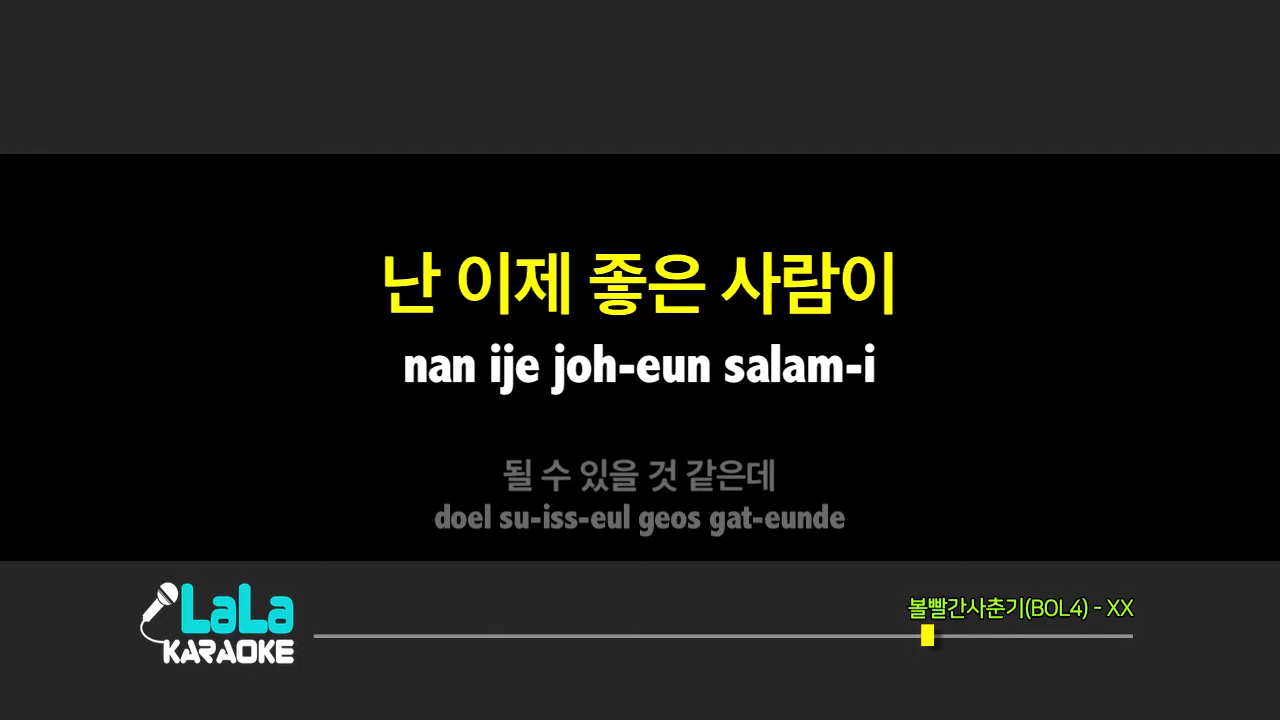 난 이제 좋은 사람이
nan ije joh-eun salam-i
될 수 있을 것 같은데
doel su-iss-eul geos gat-eunde
LaLa
KARAOKE
볼빨간사춘기(BOL4) - XX